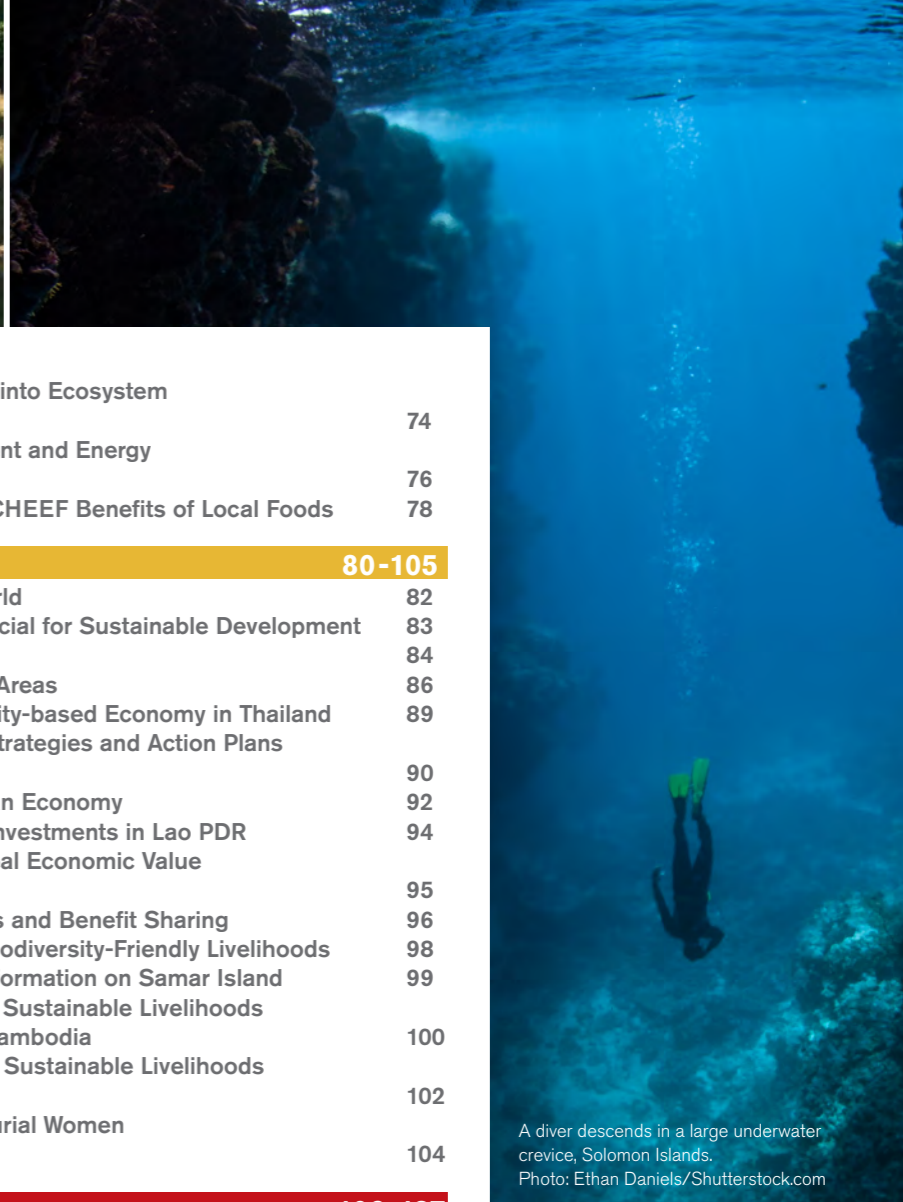 into Ecosystem
74
nt and Energy
76
CHEEF Benefits of Local Foods 78
80-105
rld 82
cial for Sustainable Development 83
84
Areas 86
ity-based Economy in Thailand 89
trategies and Action Plans
90
n Economy 92
nvestments in Lao PDR 94
al Economic Value
95
s and Benefit Sharing 96
odiversity-Friendly Livelihoods 98
ormation on Samar Island 99
Sustainable Livelihoods
ambodia 100
Sustainable Livelihoods
102
urial Women
104
A diver descends in a large underwater
crevice, Solomon Islands.
Photo: Ethan Daniels/Shutterstock.com